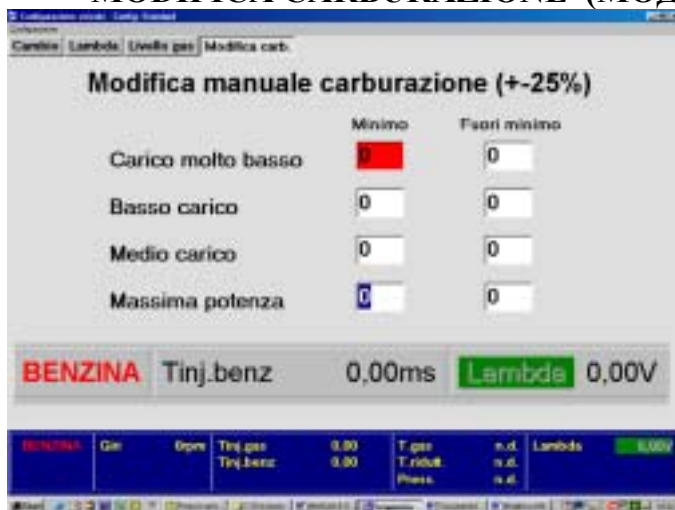 MODIFICA CARBURAZIONE (МОД
Cambio Lambda Livello gas Modifica carb.
Modifica manuale carburazione (+-25%)
Minimo Fuori minimo
Carico molto basso 0 0
Basso carico 0 0
Medio carico 0 0
Massima potenza 0 0
BENZINA Tinj.benz 0,00ms Lambda 0,00V
BENZINA Giri 0rpm Tinj.gas 0.00 T.gas n.d. Lambda 0,00V
Tinj.benz 0.00 T.ridutt. n.d.
Press. n.d.